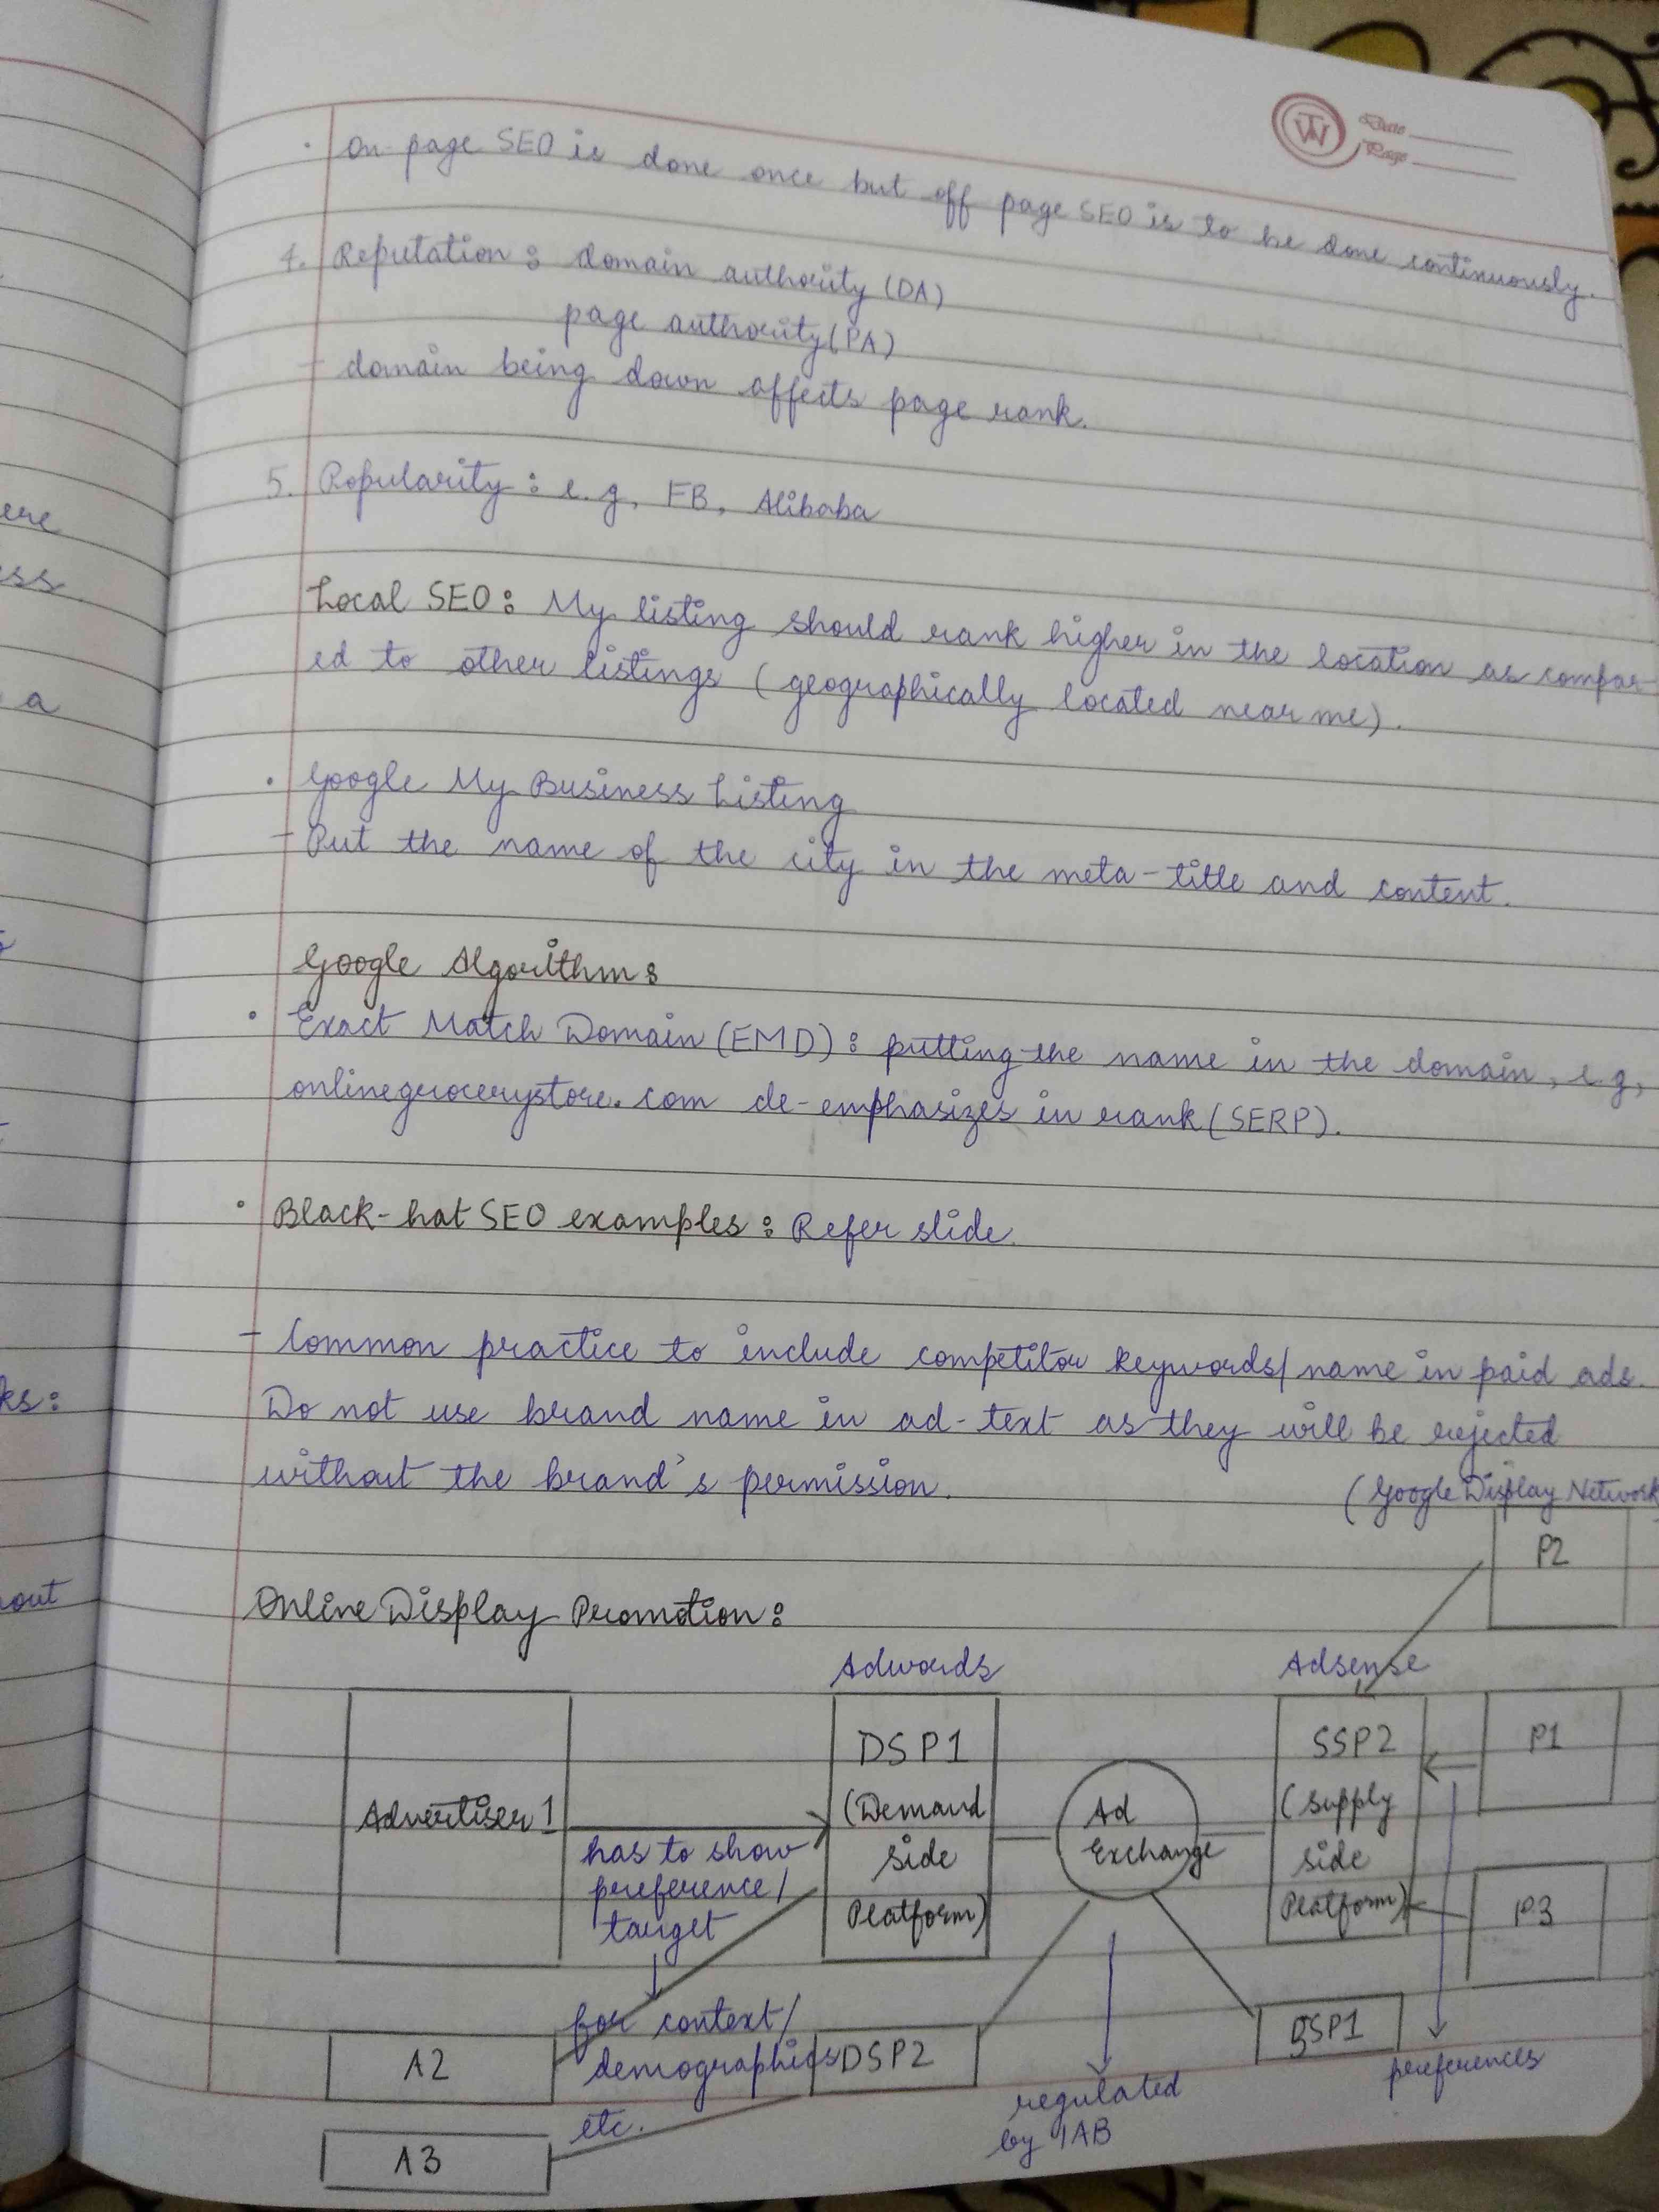 Date
Page
· On-page SEO is done once but off page SEO is to be done continuously.
4. Reputation : domain authority (DA)
page authority (PA)
- domain being down affects page rank.
5. Popularity : e.g, FB, Alibaba
Local SEO : My listing should rank higher in the location as compar-
ed to other listings (geographically located near me).
· Google My Business Listing
- Put the name of the city in the meta-title and content.
Google Algorithm :
· Exact Match Domain (EMD) : putting the name in the domain, e.g,
onlinegrocerystore.com de-emphasizes in rank (SERP).
· Black-hat SEO examples : Refer slide.
- Common practice to include competitor keywords/name in paid ads.
Do not use brand name in ad-text as they will be rejected
without the brand's permission.
(Google Display Network
P2
Online Display Promotion :
Adwords
Adsense
DSP1
SSP2
P1
Advertiser 1
(Demand
side
Platform)
Ad
Exchange
(Supply
side
Platform)
has to show
preference/
target
P3
for context/
demographics
etc.
A2
DSP2
SSP1
preferences
regulated
by IAB
A3
ere
ess
a
ks:
out